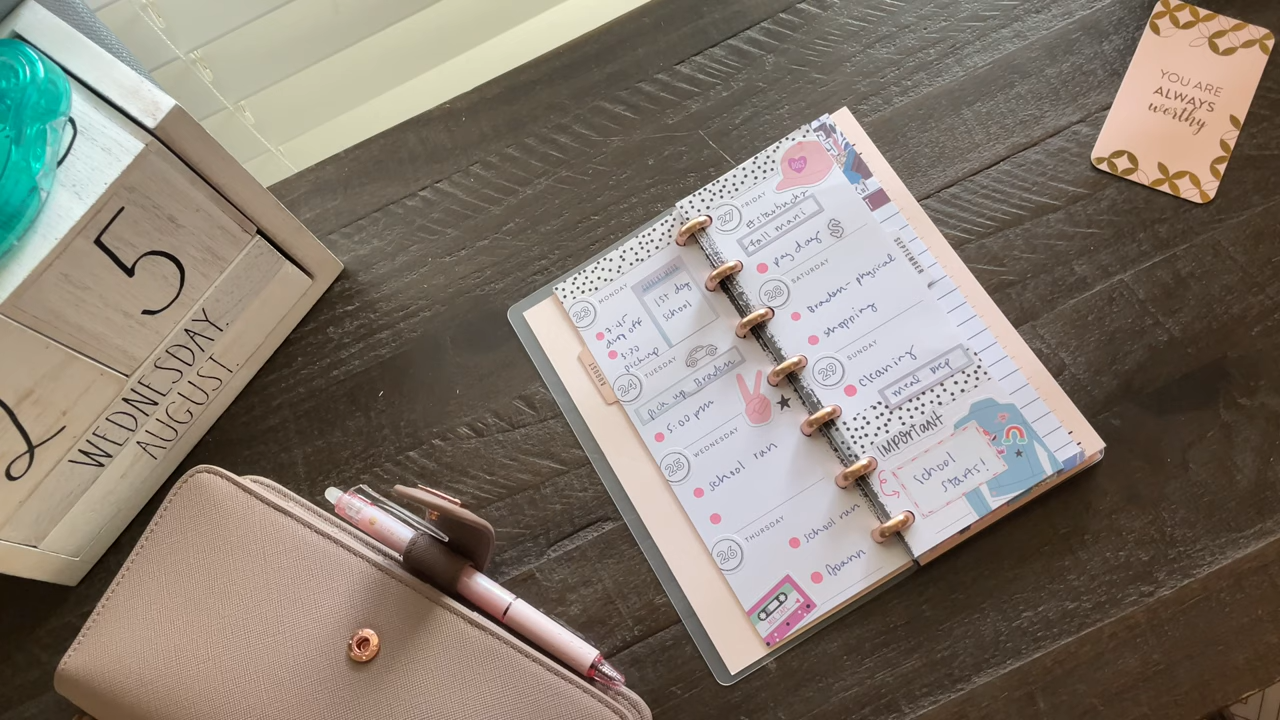 2
5
WEDNESDAY.
AUGUST.
23
MONDAY
7:45
drop off
3:30
pickup
1st day
school
24
TUESDAY
pick up Braden
5:00 pm
25
WEDNESDAY
school run
26
THURSDAY
school run
AUGUST
27
FRIDAY
fall mani
pay day
$
28
SATURDAY
Braden - physical
shopping
29
SUNDAY
cleaning
meal prep
IMPORTANT
School
starts!
SEPTEMBER
YOU ARE
ALWAYS
worthy